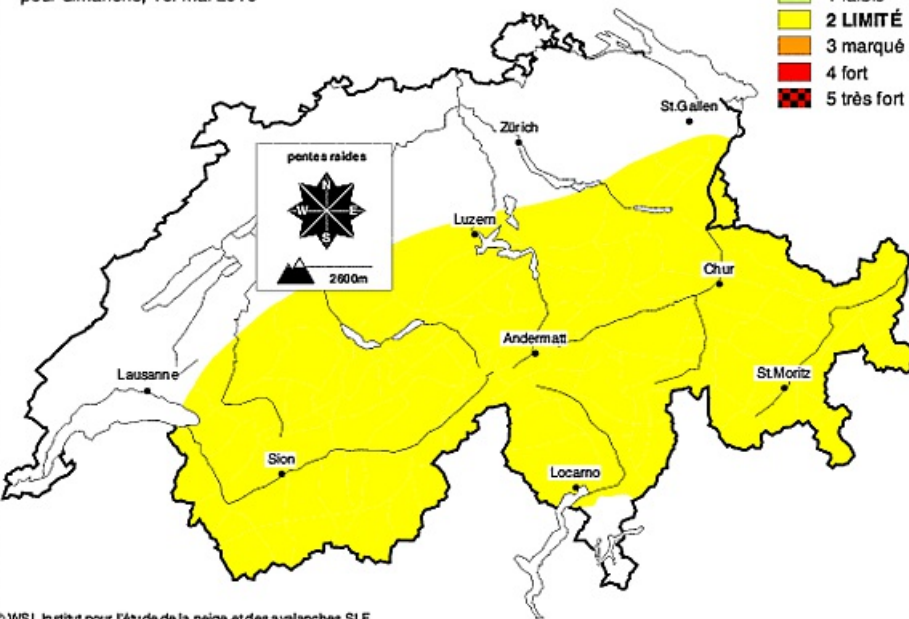 2 LIMITÉ
3 marqué
4 fort
5 très fort
St.Gallen
Zürich
pentes raides
N
W E
S
2600m
Luzern
Chur
Andermatt
Lausanne
St.Moritz
Sion
Locarno
© WSL Institut pour l'étude de la neige et des avalanches SLF